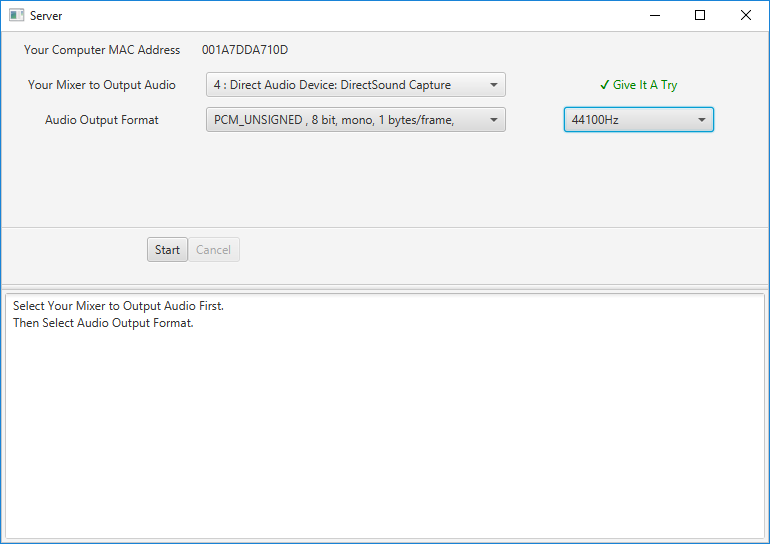 Server
Your Computer MAC Address 001A7DDA710D
Your Mixer to Output Audio 4 : Direct Audio Device: DirectSound Capture ✓ Give It A Try
Audio Output Format PCM_UNSIGNED , 8 bit, mono, 1 bytes/frame, 44100Hz
Start Cancel
Select Your Mixer to Output Audio First.
Then Select Audio Output Format.